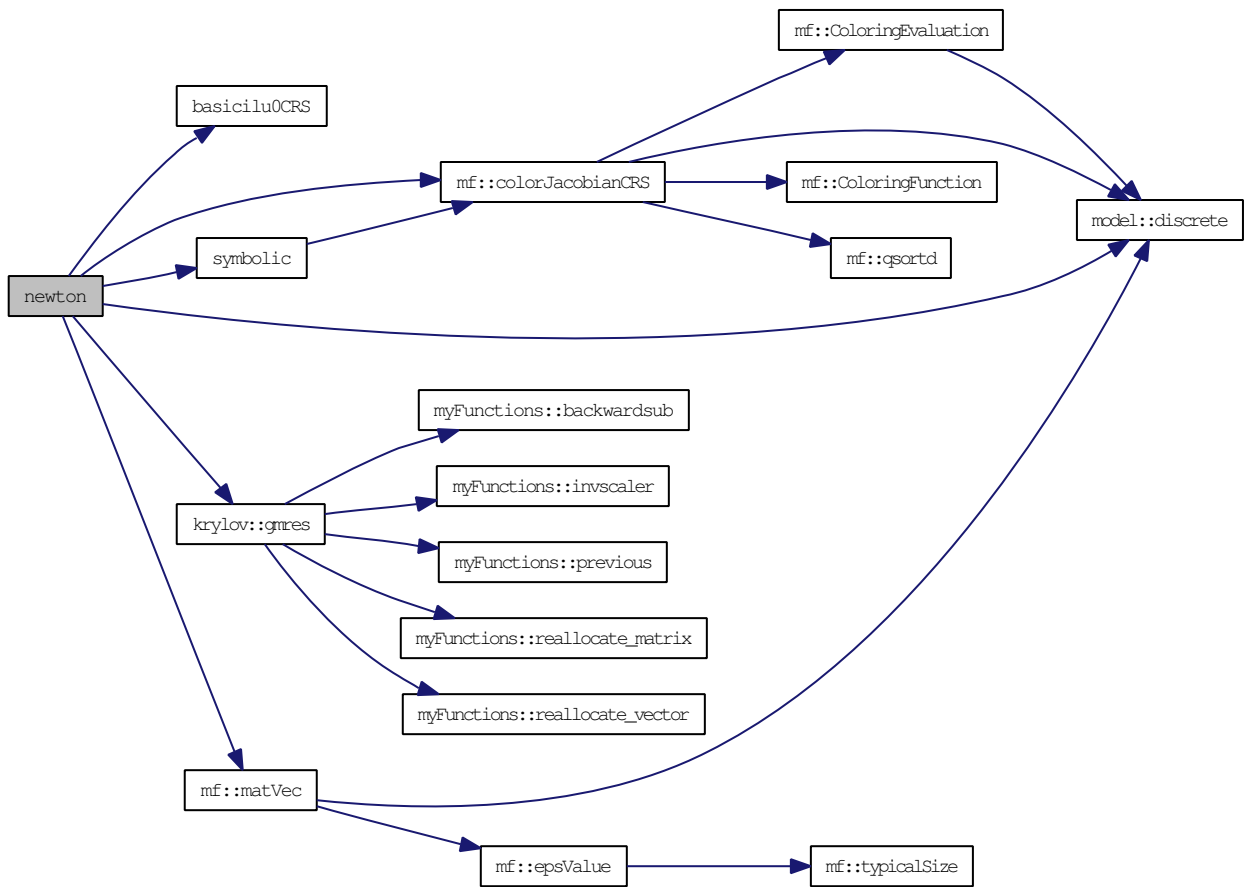 mf::ColoringEvaluation
basicilu0CRS
mf::colorJacobianCRS
mf::ColoringFunction
model::discrete
symbolic
mf::qsortd
newton
myFunctions::backwardsub
myFunctions::invscaler
krylov::gmres
myFunctions::previous
myFunctions::reallocate_matrix
myFunctions::reallocate_vector
mf::matVec
mf::epsValue
mf::typicalSize